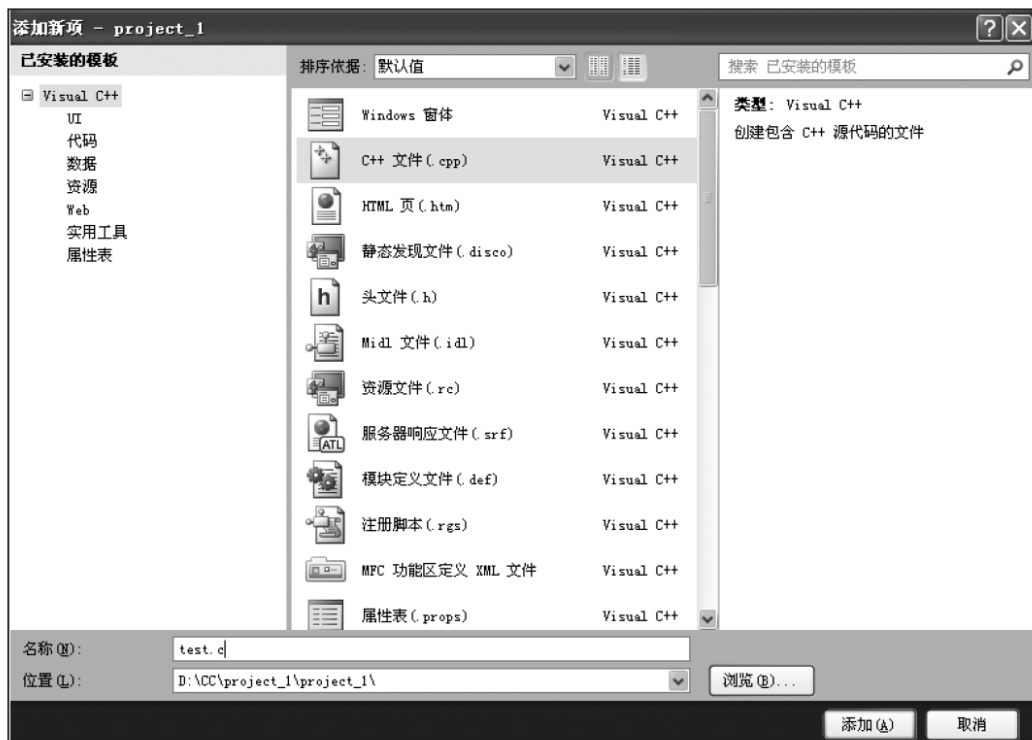 添加新项 - project_1
已安装的模板
排序依据: 默认值
搜索 已安装的模板
Visual C++
UI
代码
数据
资源
Web
实用工具
属性表
Windows 窗体 Visual C++
C++ 文件(.cpp) Visual C++
HTML 页(.htm) Visual C++
静态发现文件(.disco) Visual C++
头文件(.h) Visual C++
Midl 文件(.idl) Visual C++
资源文件(.rc) Visual C++
ATL
服务器响应文件(.srf) Visual C++
模块定义文件(.def) Visual C++
注册脚本(.rgs) Visual C++
MFC 功能区定义 XML 文件 Visual C++
属性表(.props) Visual C++
类型: Visual C++
创建包含 C++ 源代码的文件
名称(N): test.c
位置(L): D:\CC\project_1\project_1\
浏览(B)...
添加(A) 取消